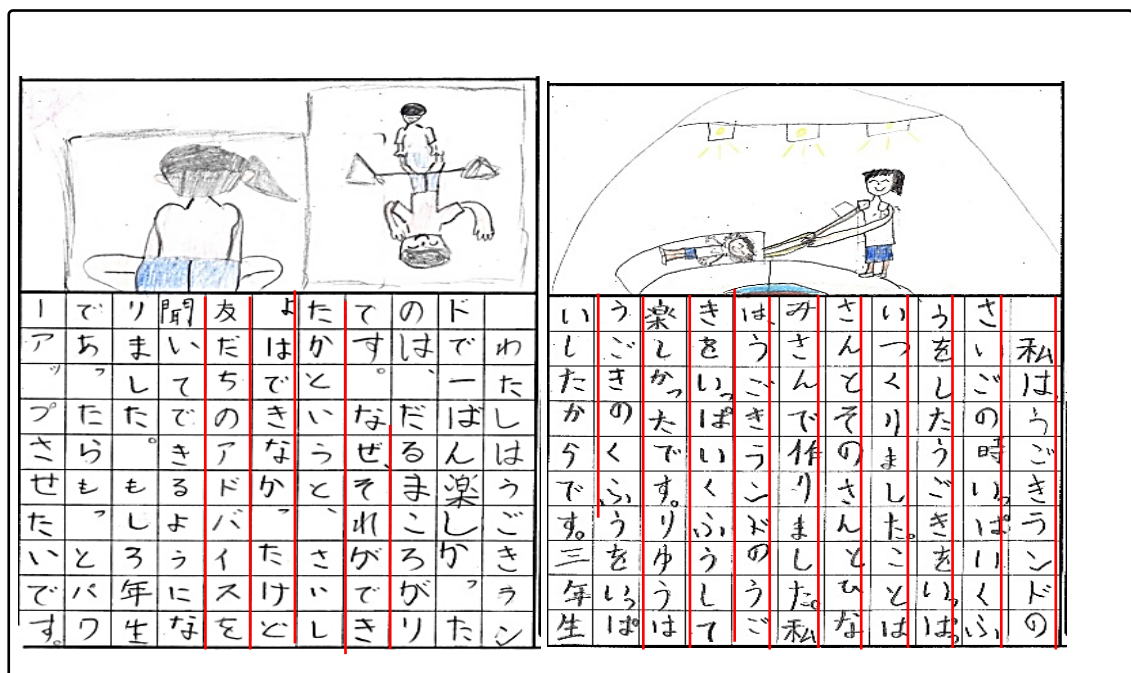 私はうごきランドの
さいごの時いっぱいくふ
うをしたうごきをいっぱ
いつくりました。ことは
さんとそのさんとひな
みさんで作りました。私
は、うごきランドのうご
きをいっぱいくふうして
楽しかったです。りゆうは
うごきのくふうをいっぱ
いしたからです。三年生
わたしはうごきラン
ドで一ばん楽しかった
のは、だるまころがり
です。なぜ、それができ
たかというと、さいし
ょはできなかったけど
友だちのアドバイスを
聞いてできるようにな
りました。もしろ年生
であったらもっとパワ
ーアップさせたいです。